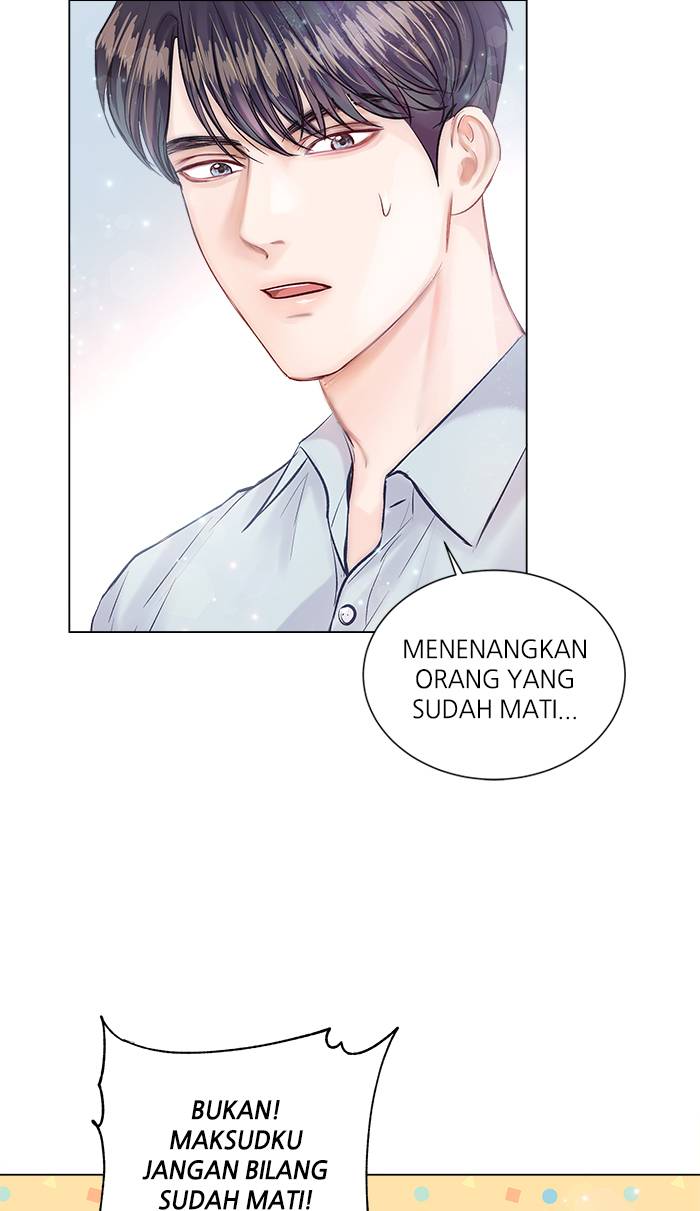 MENENANGKAN
ORANG YANG
SUDAH MATI...
BUKAN!
MAKSUDKU
JANGAN BILANG
SUDAH MATI!